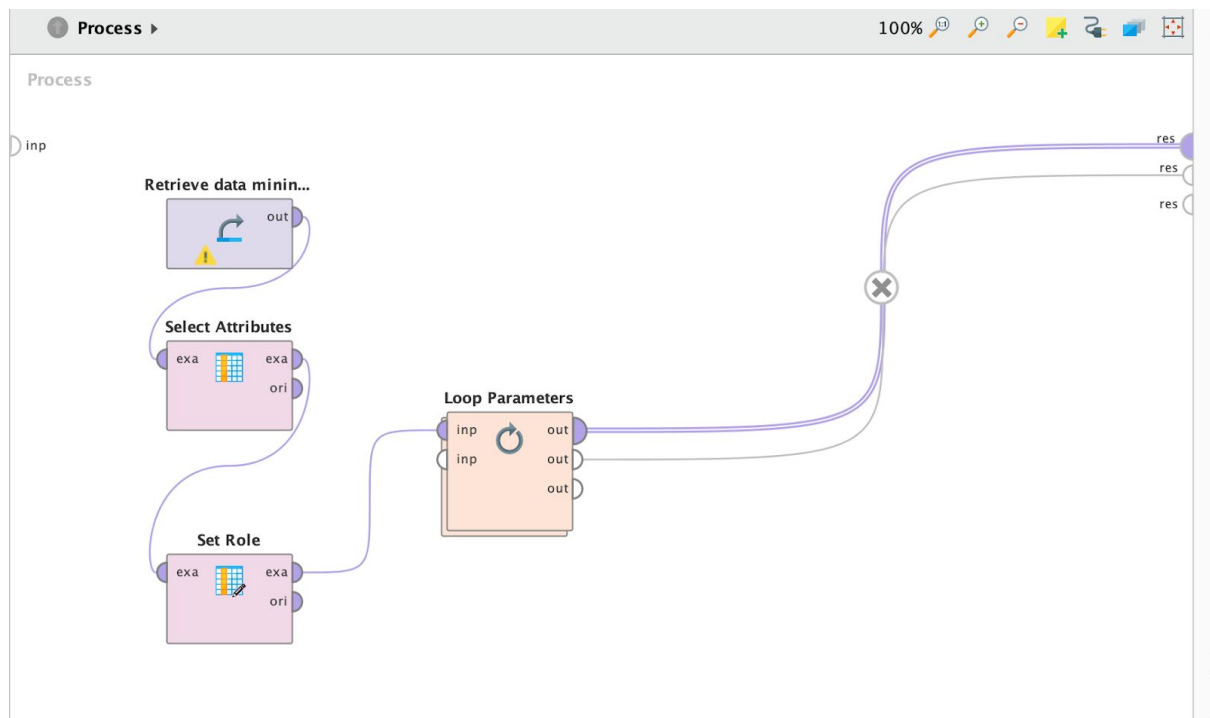 Process
100%
Process
inp
res
res
res
Retrieve data minin...
out
Select Attributes
exa exa
ori
Loop Parameters
inp out
inp out
out
Set Role
exa exa
ori